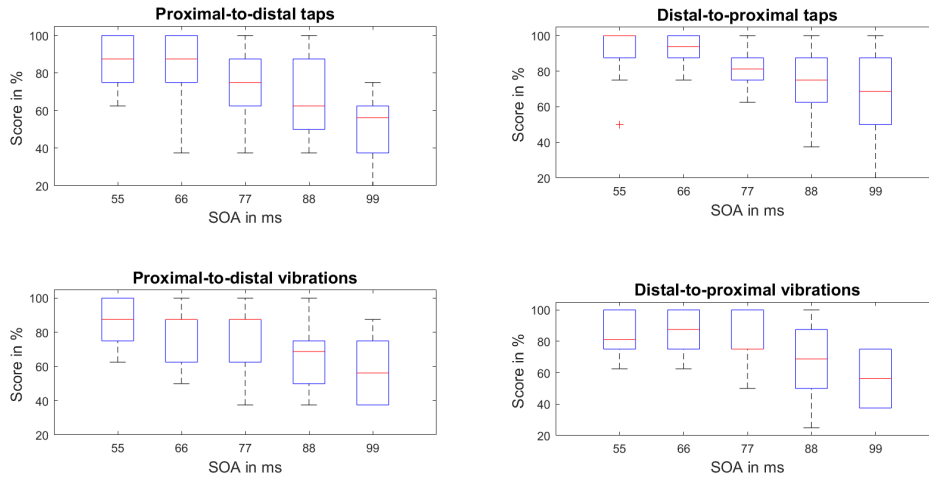 Proximal-to-distal taps
100
80
60
40
20
Score in %
55 66 77 88 99
SOA in ms
Distal-to-proximal taps
100
80
60
40
20
Score in %
55 66 77 88 99
SOA in ms
Proximal-to-distal vibrations
100
80
60
40
20
Score in %
55 66 77 88 99
SOA in ms
Distal-to-proximal vibrations
100
80
60
40
20
Score in %
55 66 77 88 99
SOA in ms